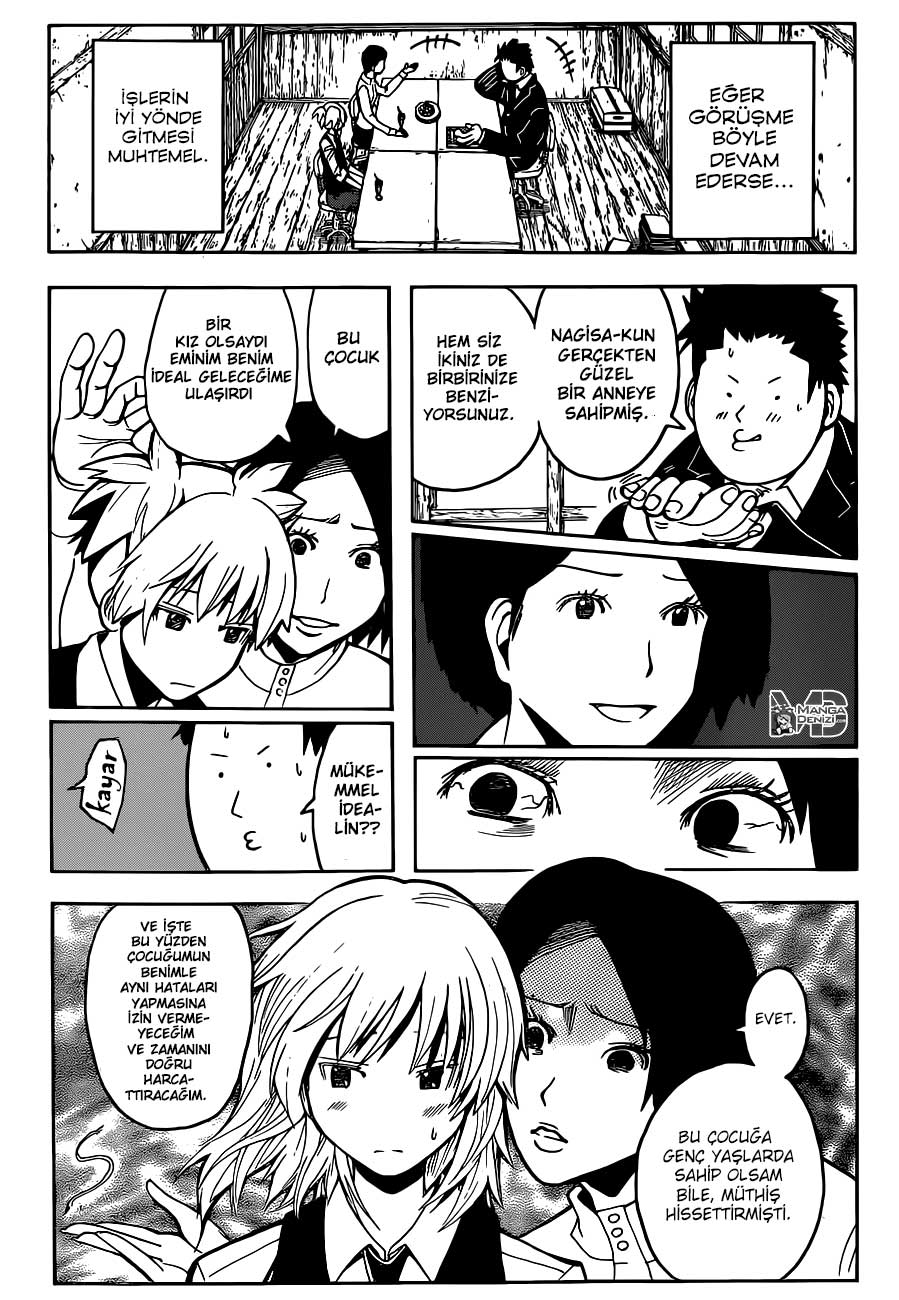 EĞER
GÖRÜŞME
BÖYLE
DEVAM
EDERSE...
İŞLERİN
İYİ YÖNDE
GİTMESİ
MUHTEMEL.
NAGİSA-KUN
GERÇEKTEN
GÜZEL
BİR ANNEYE
SAHİPMİŞ.
HEM SİZ
İKİNİZ DE
BİRBİRİNİZE
BENZİ-
YORSUNUZ.
BU
ÇOCUK
BİR
KIZ OLSAYDI
EMİNİM BENİM
İDEAL GELECEĞİME
ULAŞIRDI
MANGA
DENİZİ.com
MÜKE-
MMEL
İDEA-
LİN??
kayar
EVET.
BU ÇOCUĞA
GENÇ YAŞLARDA
SAHİP OLSAM
BİLE, MÜTHİŞ
HİSSETTİRMİŞTİ.
VE İŞTE
BU YÜZDEN
ÇOCUĞUMUN
BENİMLE
AYNI HATALARI
YAPMASINA
İZİN VERME-
YECEĞİM
VE ZAMANINI
DOĞRU
HARCA-
TTIRACAĞIM.